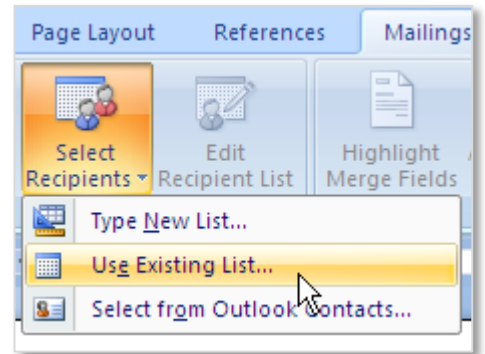 Page Layout References Mailings
Select Edit Highlight
Recipients Recipient List Merge Fields
Type New List...
Use Existing List...
Select from Outlook Contacts...